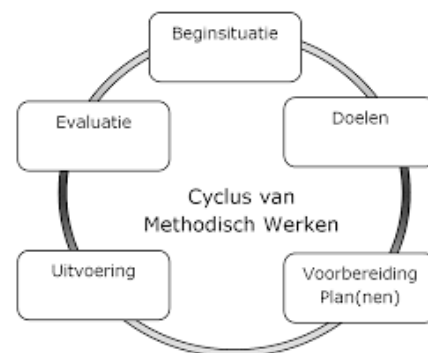 Beginsituatie
Doelen
Voorbereiding
Plan(nen)
Uitvoering
Evaluatie
Cyclus van
Methodisch Werken